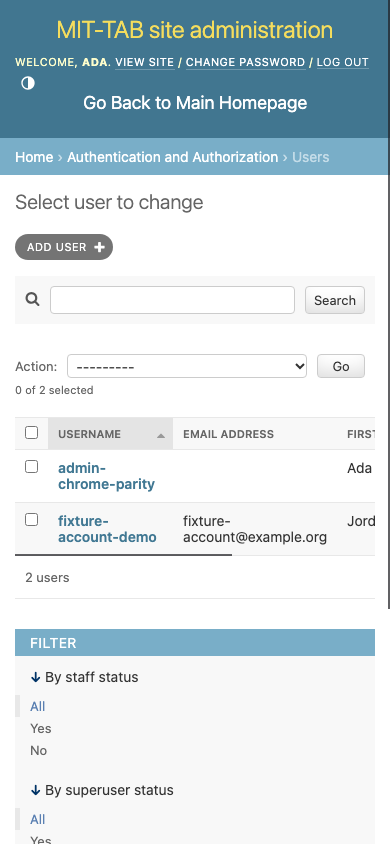 MIT-TAB site administration
WELCOME, ADA. VIEW SITE / CHANGE PASSWORD / LOG OUT
Go Back to Main Homepage
Home › Authentication and Authorization › Users
Select user to change
ADD USER +
Search
Action: --------- Go
0 of 2 selected
USERNAME EMAIL ADDRESS FIRST
admin-
chrome-parity Ada
fixture-
account-demo
fixture-
account@example.org Jord
2 users
FILTER
By staff status
All
Yes
No
By superuser status
All
Yes